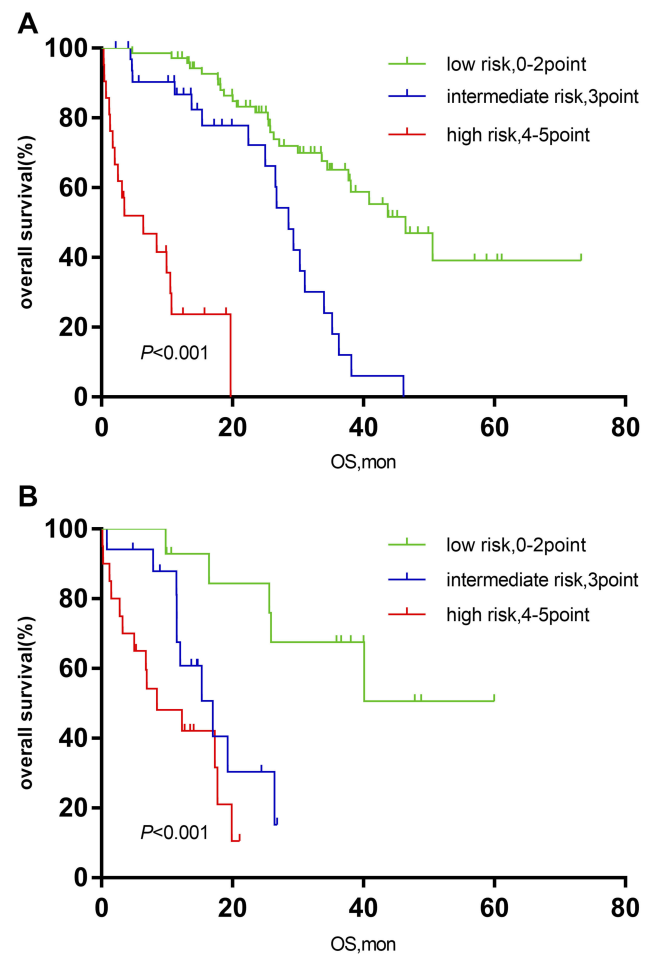 A
100
80
60
40
20
0
overall survival(%)
low risk,0-2point
intermediate risk,3point
high risk,4-5point
P<0.001
0 20 40 60 80
OS,mon
B
100
80
60
40
20
0
overall survival(%)
low risk,0-2point
intermediate risk,3point
high risk,4-5point
P<0.001
0 20 40 60 80
OS,mon